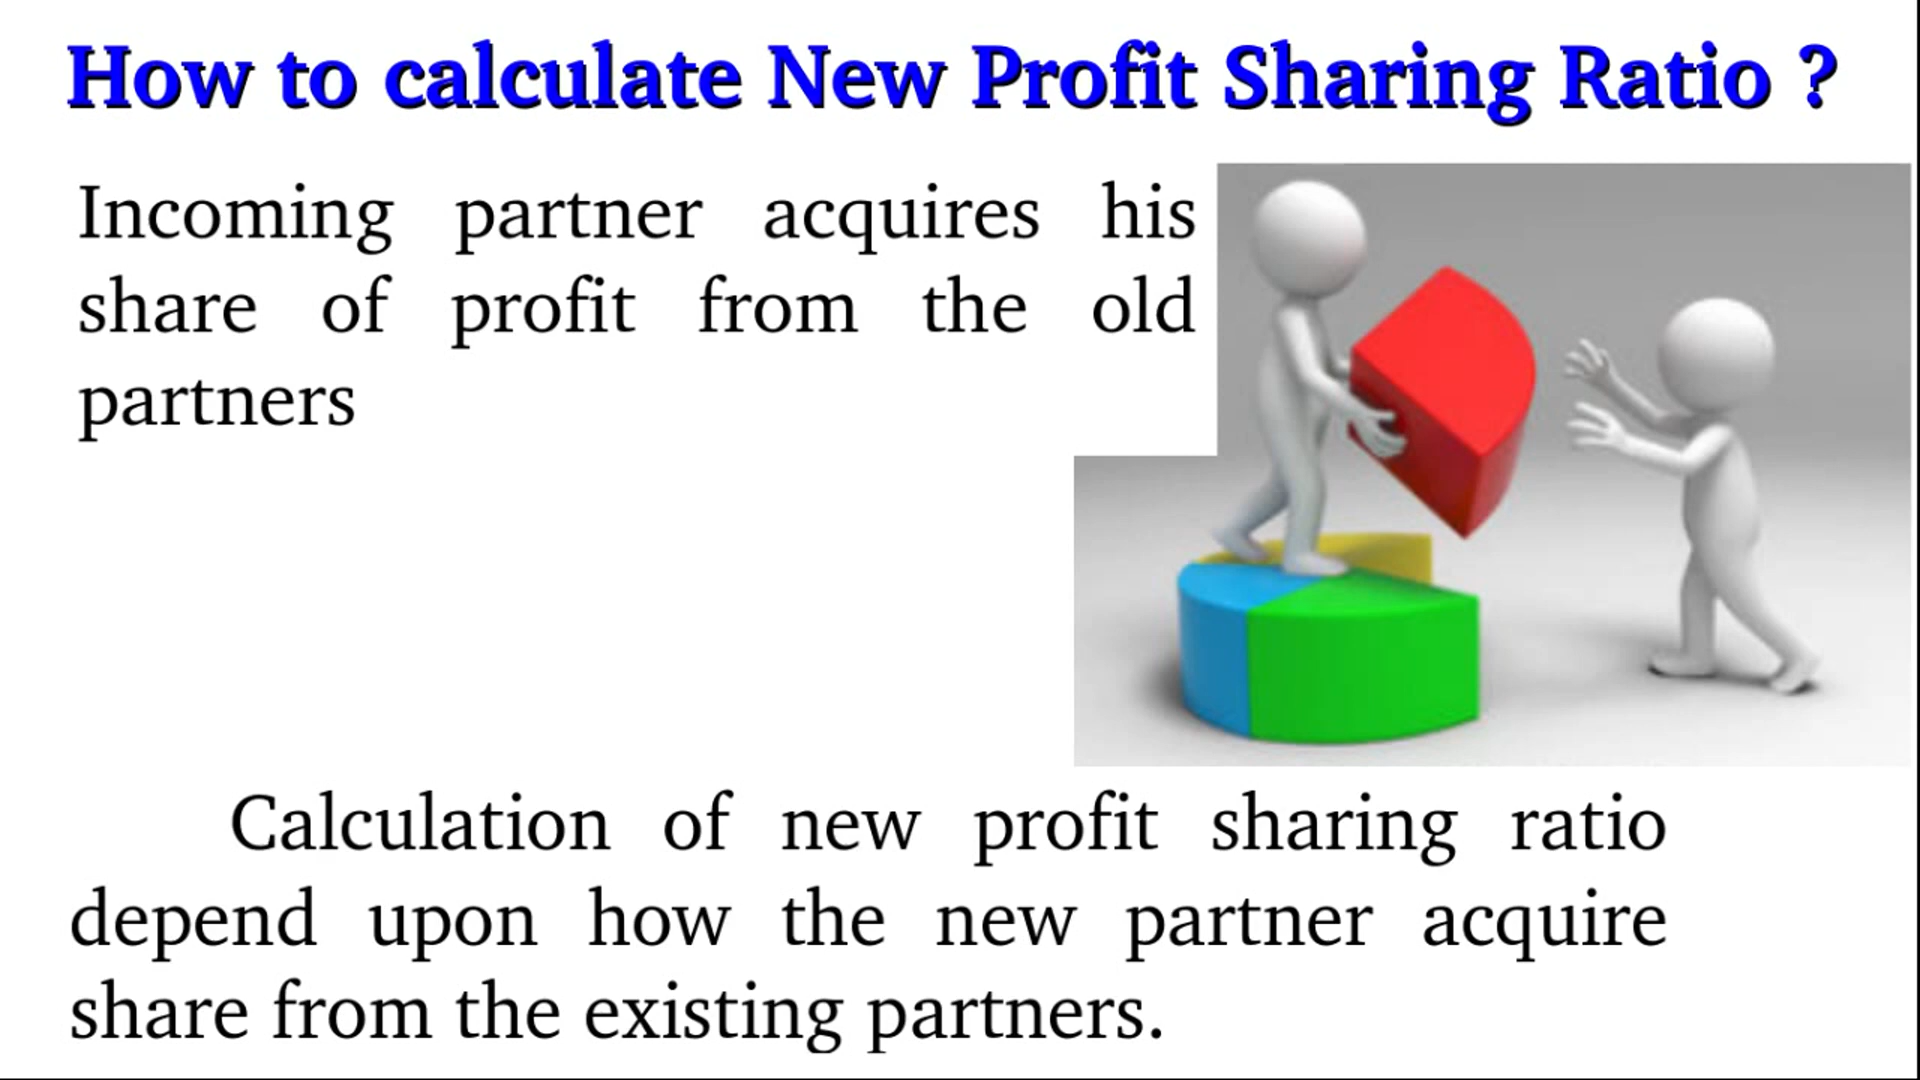 How to calculate New Profit Sharing Ratio ?
Incoming partner acquires his
share of profit from the old
partners
Calculation of new profit sharing ratio
depend upon how the new partner acquire
share from the existing partners.